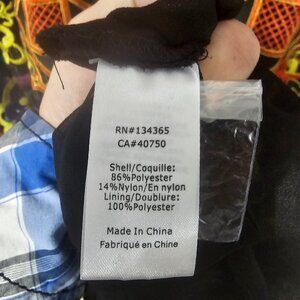 RN#134365
CA#40750
Shell/Coquille:
86%Polyester
14%Nylon/En nylon
Lining/Doublure:
100%Polyester
Made In China
Fabriqué en Chine